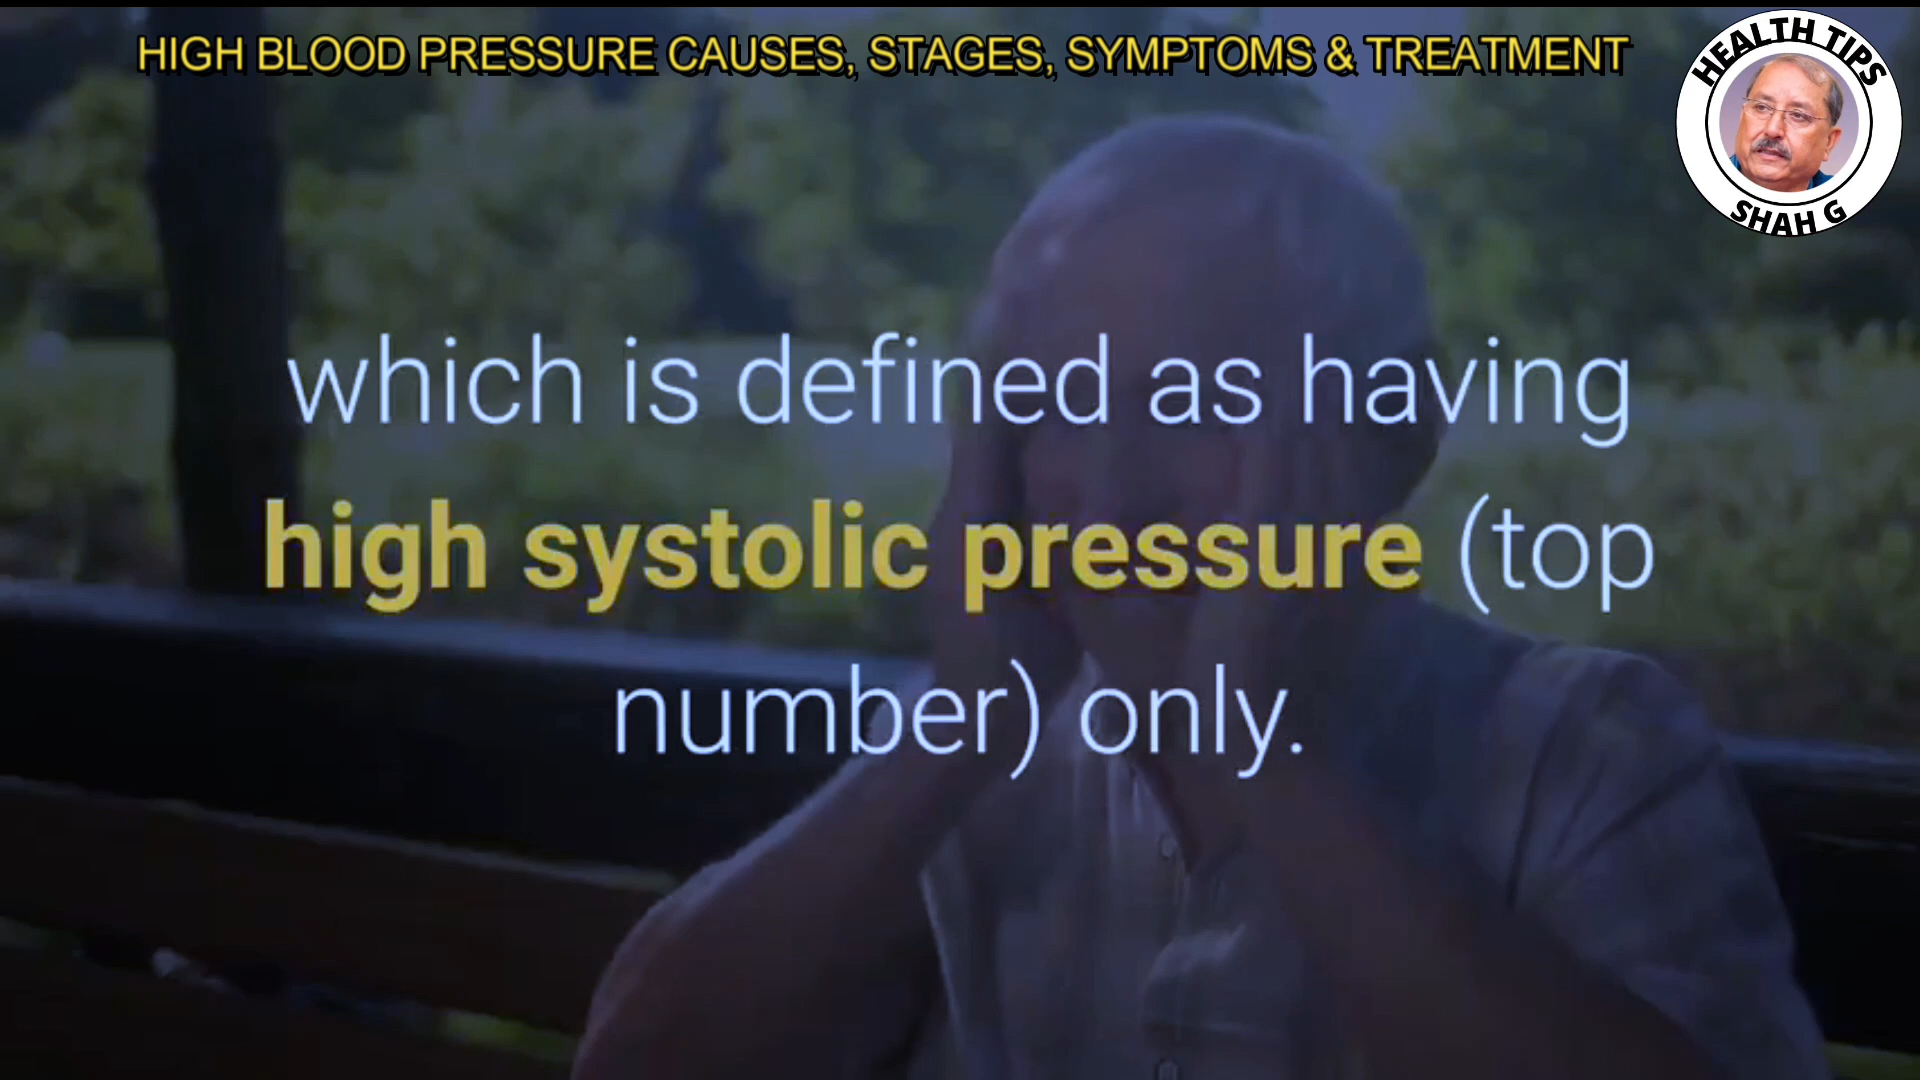 HIGH BLOOD PRESSURE CAUSES, STAGES, SYMPTOMS & TREATMENT
HEALTH TIPS
SHAH G
which is defined as having
high systolic pressure (top
number) only.